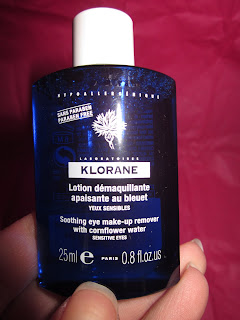 HYPOALLERGÉNIQUE
SANS PARABEN
PARABEN FREE
LABORATOIRES
KLORANE
Lotion démaquillante
apaisante au bleuet
YEUX SENSIBLES
Soothing eye make-up remover
with cornflower water
SENSITIVE EYES
25ml e PARIS 0.8 fl.oz.us